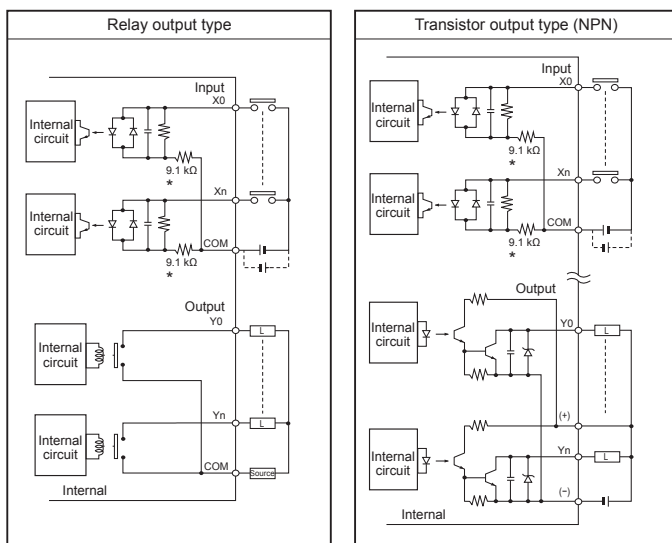 Relay output type
Input
X0
Internal
circuit
9.1 kΩ
*
Xn
Internal
circuit
COM
9.1 kΩ
*
Output
Y0
L
Internal
circuit
Yn
L
Internal
circuit
COM
Source
Internal
Transistor output type (NPN)
Input
X0
Internal
circuit
9.1 kΩ
*
Xn
Internal
circuit
COM
9.1 kΩ
*
Output
Y0
L
Internal
circuit
(+)
Yn
L
Internal
circuit
(−)
Internal